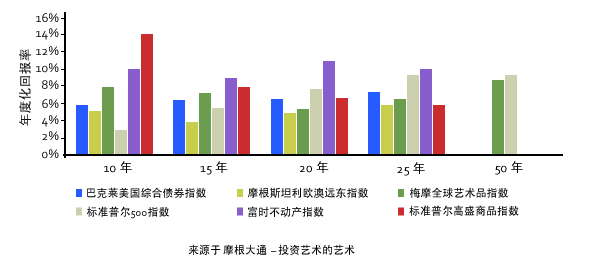 16%
14%
12%
10%
8%
6%
4%
2%
0%
年度化回报率
10 年
15 年
20 年
25 年
50 年
巴克莱美国综合债券指数
摩根斯坦利欧澳远东指数
梅摩全球艺术品指数
标准普尔500指数
富时不动产指数
标准普尔高盛商品指数
来源于 摩根大通 –投资艺术的艺术